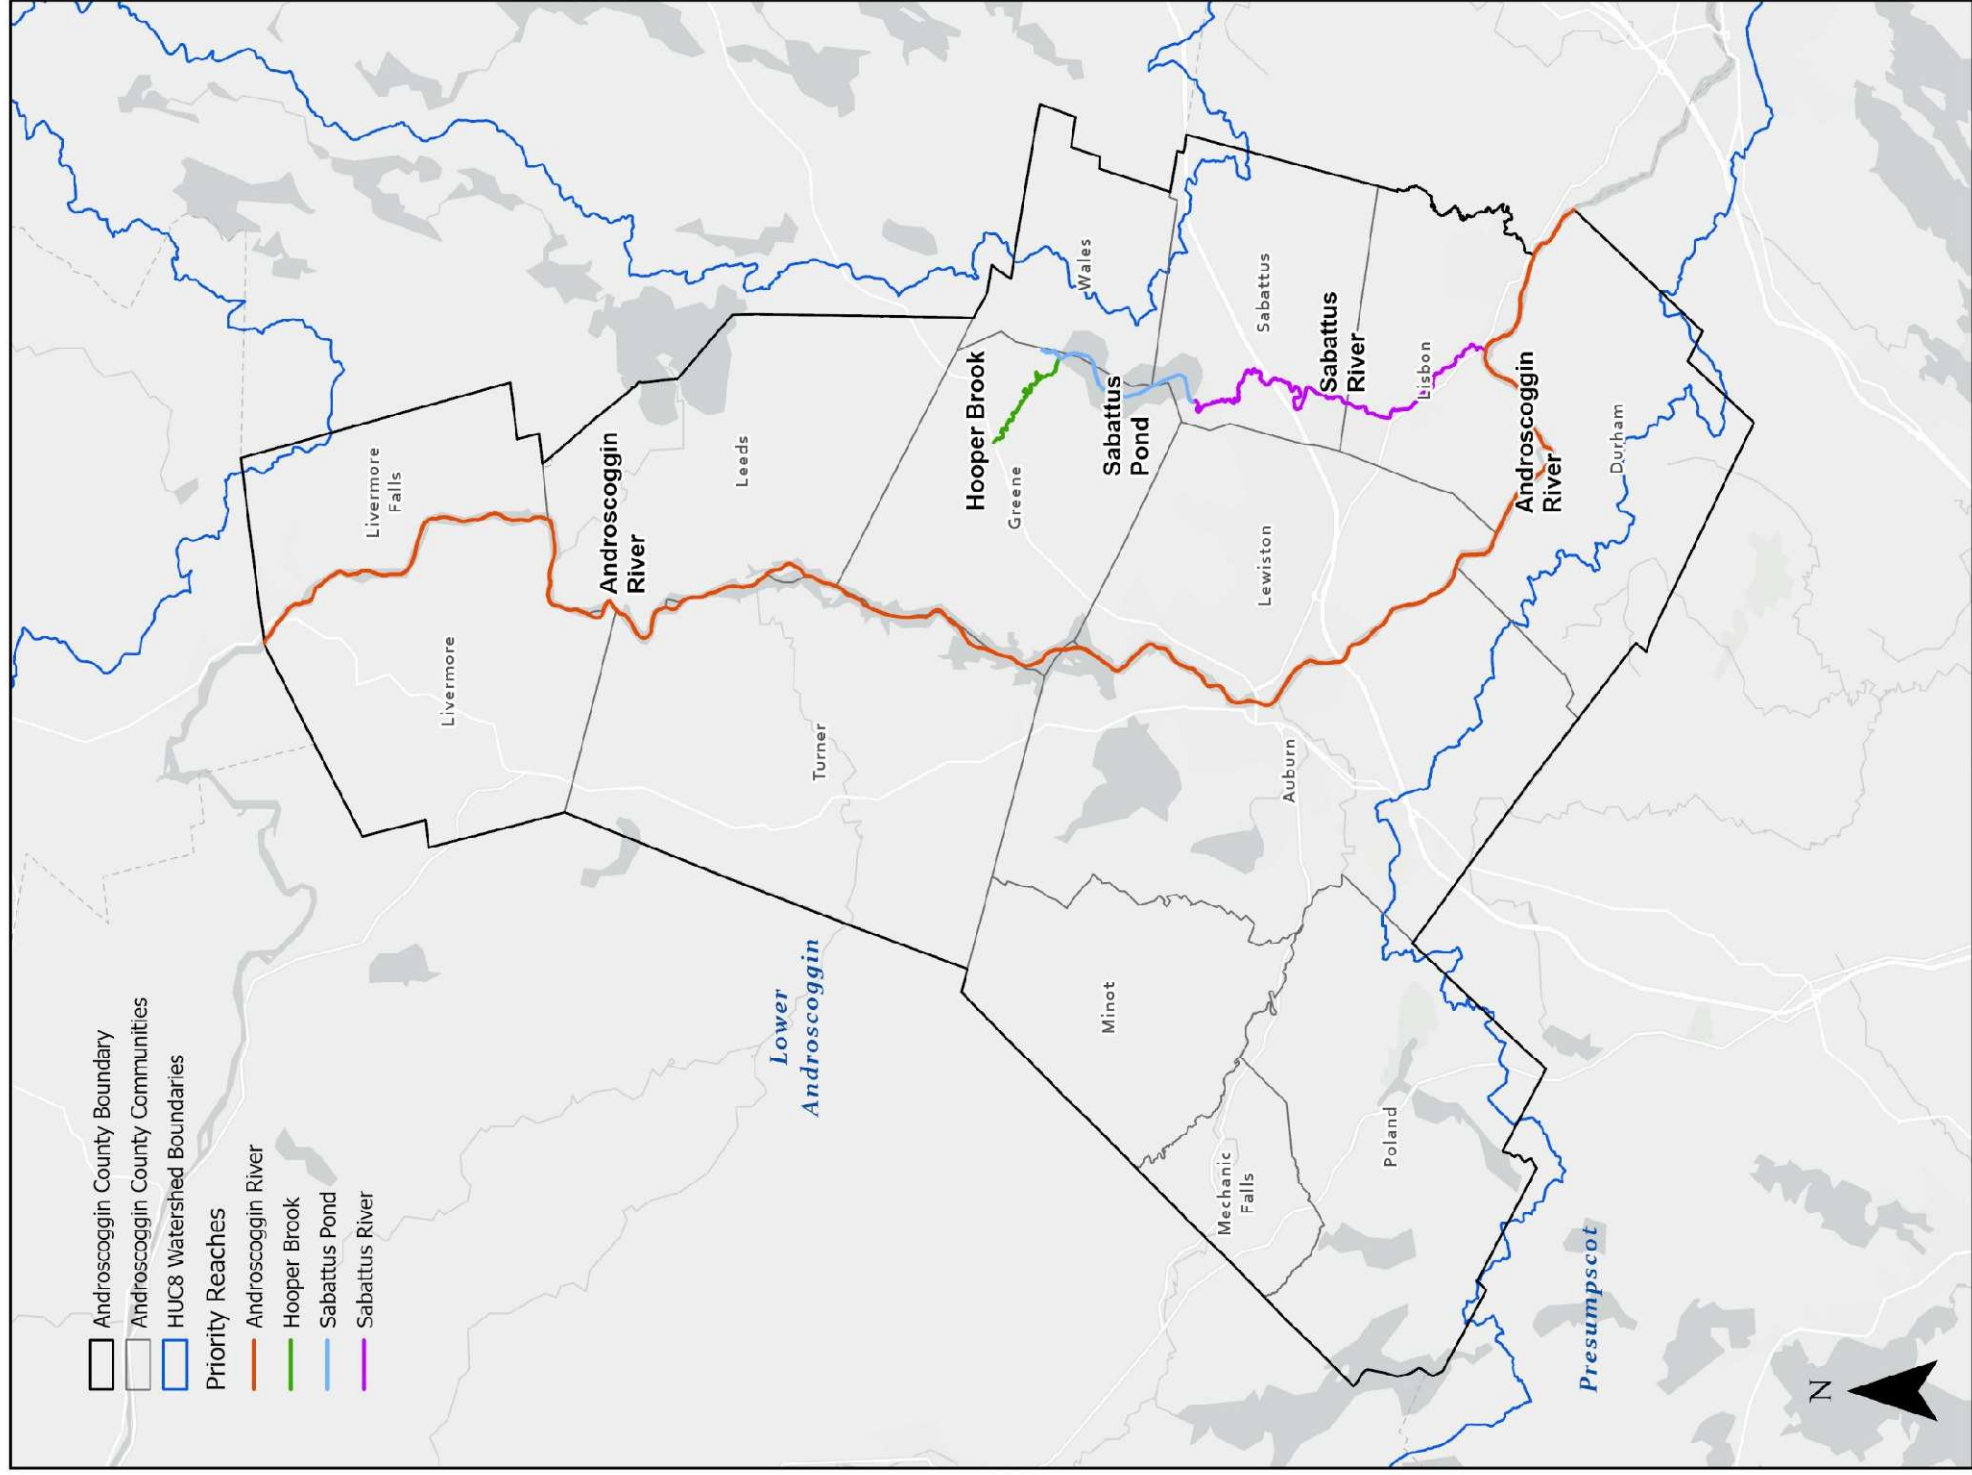 Androscoggin County Boundary
Androscoggin County Communities
HUC8 Watershed Boundaries
Priority Reaches
Androscoggin River
Hooper Brook
Sabattus Pond
Sabattus River
Livermore
Falls
Livermore
Androscoggin
River
Leeds
Turner
Lower
Androscoggin
Hooper Brook
Greene
Wales
Sabattus
Pond
Sabattus
Sabattus
River
Lewiston
Lisbon
Androscoggin
River
Durham
Auburn
Minot
Mechanic
Falls
Poland
Presumpscot
N